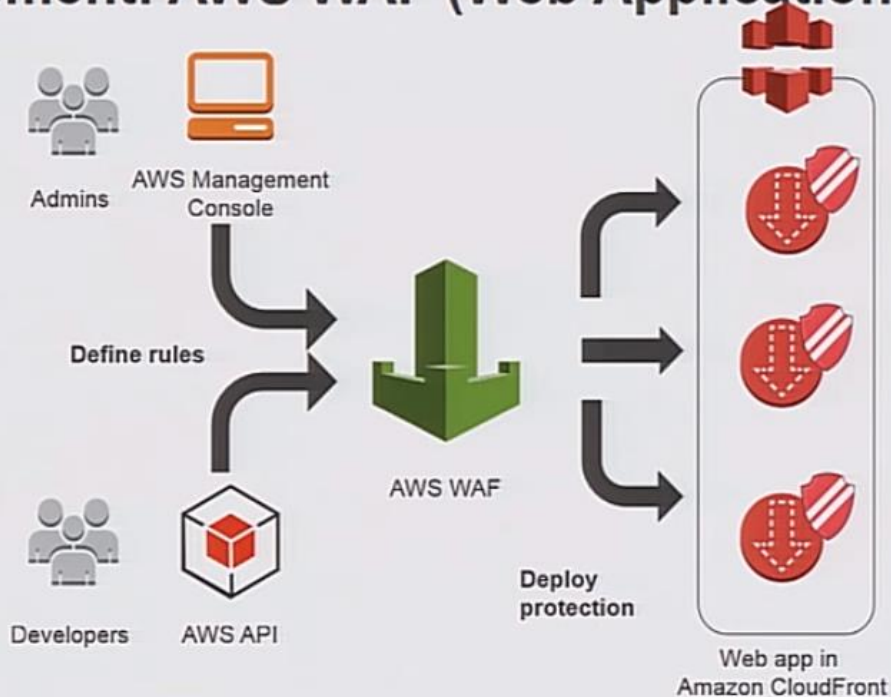 AWS WAF (Web Application
Admins
AWS Management
Console
Define rules
AWS WAF
Developers
AWS API
Deploy
protection
Web app in
Amazon CloudFront